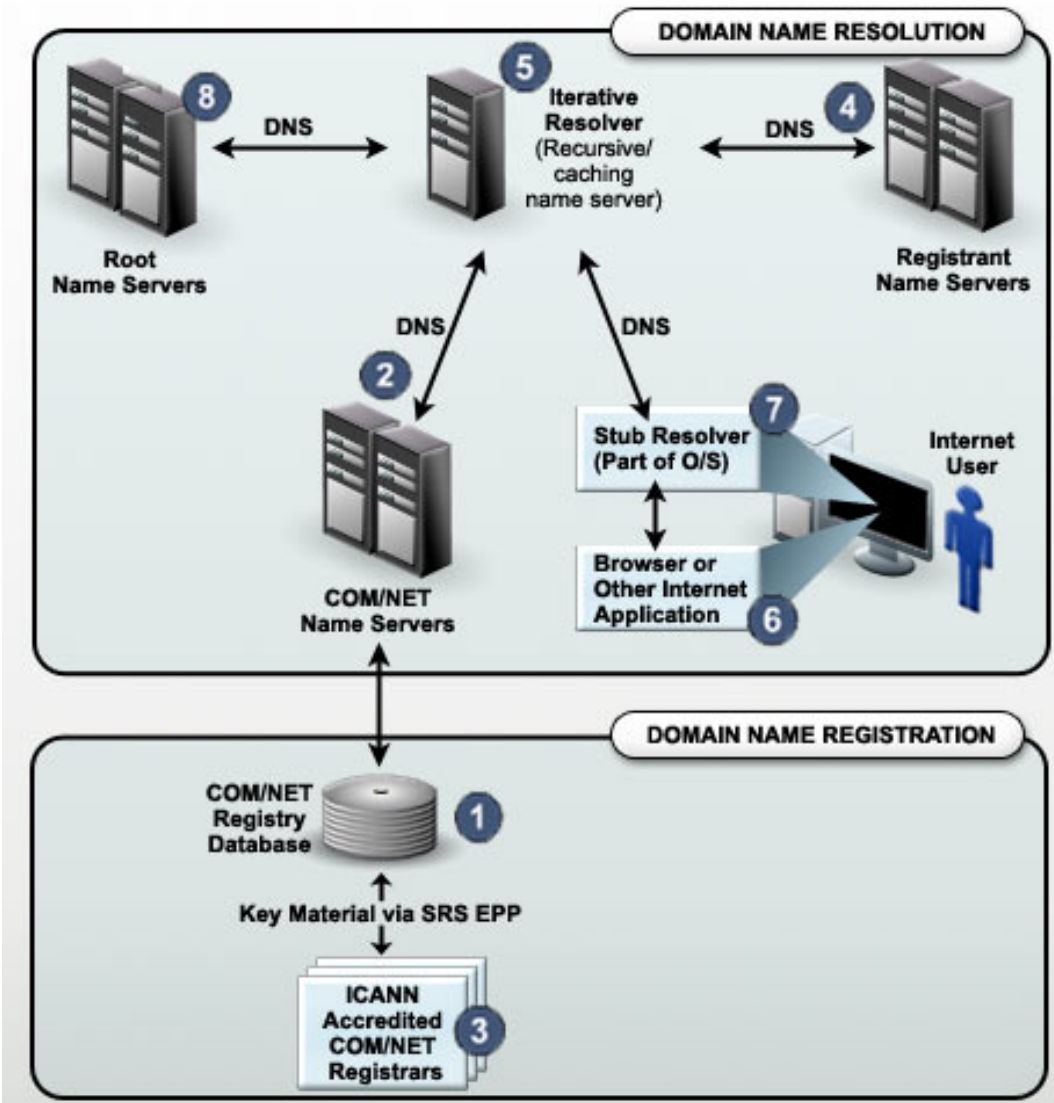 DOMAIN NAME RESOLUTION
8
DNS
Root
Name Servers
5
Iterative
Resolver
(Recursive/
caching
name server)
DNS
4
Registrant
Name Servers
DNS
2
COM/NET
Name Servers
DNS
7
Stub Resolver
(Part of O/S)
Internet
User
Browser or
Other Internet
Application
6
DOMAIN NAME REGISTRATION
COM/NET
Registry
Database
1
Key Material via SRS EPP
ICANN
Accredited
COM/NET
Registrars
3